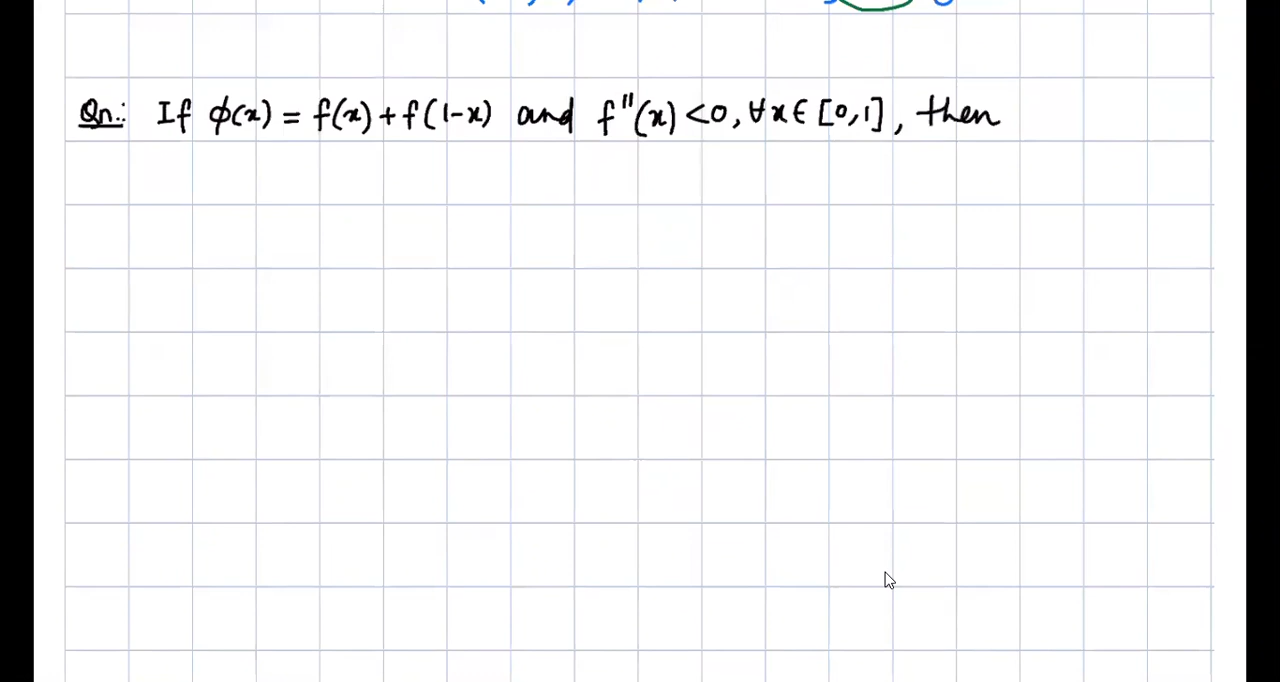 Qn.: If ϕ(x) = f(x) + f(1-x) and f"(x) <0, ∀x∈ [0,1], then